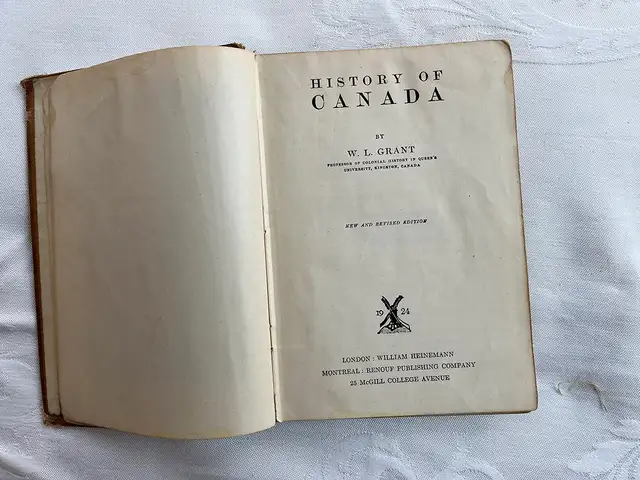 HISTORY OF
CANADA
BY
W. L. GRANT
PROFESSOR OF COLONIAL HISTORY IN QUEEN'S
UNIVERSITY, KINGSTON, CANADA
NEW AND REVISED EDITION
19 24
LONDON : WILLIAM HEINEMANN
MONTREAL : RENOUF PUBLISHING COMPANY
25 McGILL COLLEGE AVENUE